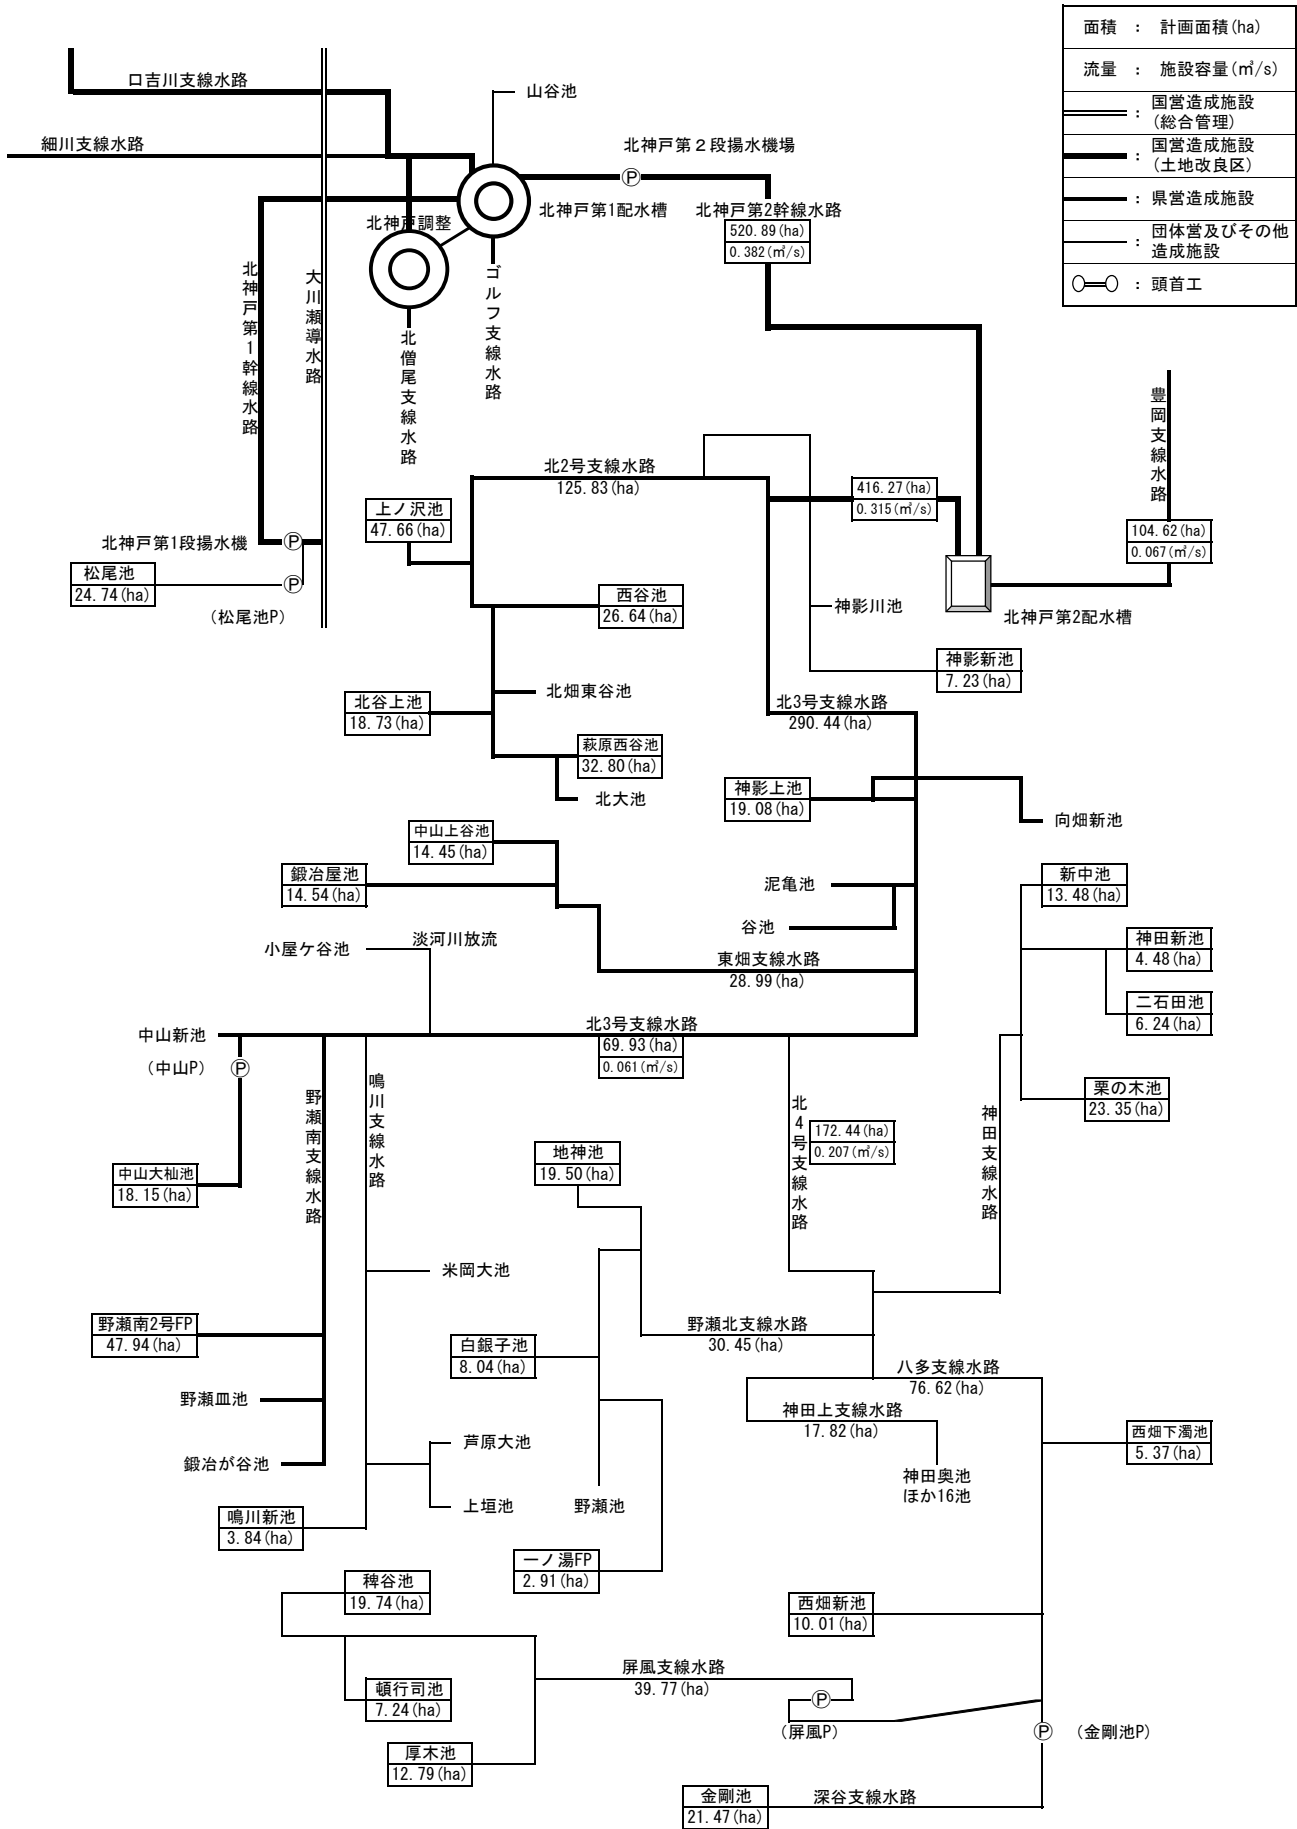 面積 ： 計画面積(ha)
流量 ： 施設容量(㎥/s)
： 国営造成施設
(総合管理)
： 国営造成施設
(土地改良区)
： 県営造成施設
： 団体営及びその他
造成施設
： 頭首工
口吉川支線水路
山谷池
細川支線水路
北神戸第２段揚水機場
Ⓟ
北神戸第1配水槽
北神戸第2幹線水路
520.89(ha)
0.382(㎥/s)
北神戸調整
北神戸第1幹線水路
大川瀬導水路
ゴルフ支線水路
北僧尾支線水路
豊岡支線水路
北2号支線水路
125.83(ha)
416.27(ha)
0.315(㎥/s)
上ノ沢池
47.66(ha)
104.62(ha)
0.067(㎥/s)
北神戸第1段揚水機
Ⓟ
松尾池
24.74(ha)
Ⓟ
（松尾池P）
西谷池
26.64(ha)
神影川池
北神戸第2配水槽
神影新池
7.23(ha)
北畑東谷池
北谷上池
18.73(ha)
北3号支線水路
290.44(ha)
萩原西谷池
32.80(ha)
北大池
神影上池
19.08(ha)
向畑新池
中山上谷池
14.45(ha)
鍛冶屋池
14.54(ha)
泥亀池
新中池
13.48(ha)
谷池
小屋ケ谷池
淡河川放流
東畑支線水路
28.99(ha)
神田新池
4.48(ha)
二石田池
6.24(ha)
中山新池
北3号支線水路
69.93(ha)
0.061(㎥/s)
（中山P）
Ⓟ
鳴川支線水路
野瀬南支線水路
北4号支線水路
172.44(ha)
0.207(㎥/s)
神田支線水路
栗の木池
23.35(ha)
地神池
19.50(ha)
中山大杣池
18.15(ha)
米岡大池
野瀬南2号FP
47.94(ha)
白銀子池
8.04(ha)
野瀬北支線水路
30.45(ha)
八多支線水路
76.62(ha)
野瀬皿池
神田上支線水路
17.82(ha)
西畑下濁池
5.37(ha)
鍛冶が谷池
芦原大池
神田奥池
ほか16池
上垣池
野瀬池
鳴川新池
3.84(ha)
一ノ湯FP
2.91(ha)
稗谷池
19.74(ha)
西畑新池
10.01(ha)
屏風支線水路
39.77(ha)
頓行司池
7.24(ha)
Ⓟ
（屏風P）
Ⓟ
（金剛池P）
厚木池
12.79(ha)
金剛池
21.47(ha)
深谷支線水路